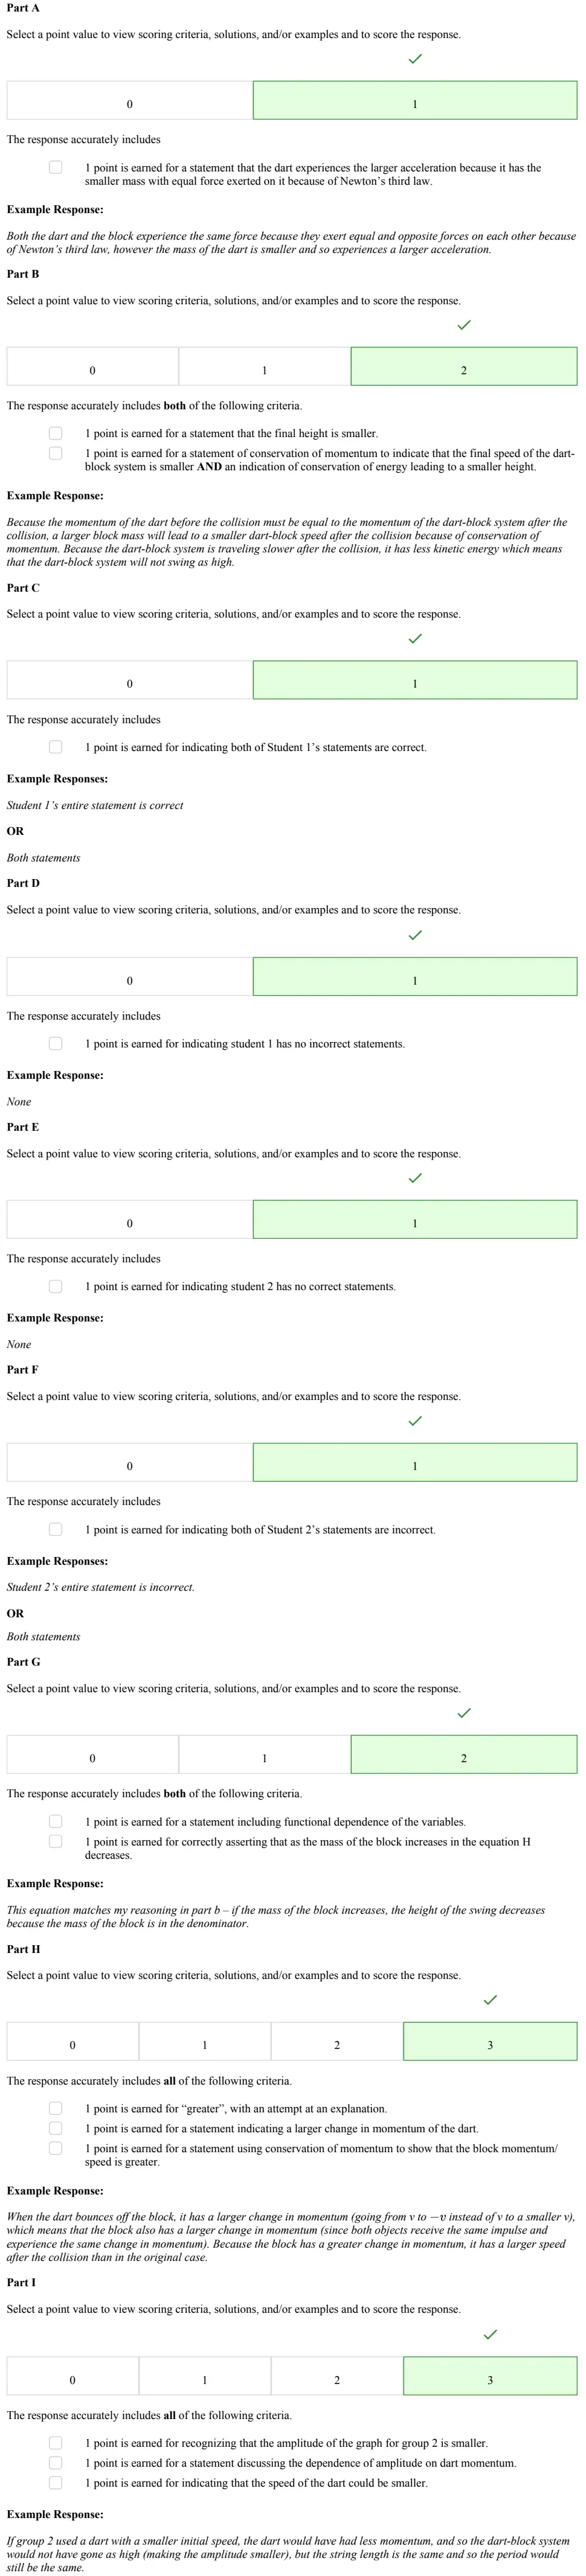 Part A
Select a point value to view scoring criteria, solutions, and/or examples and to score the response.
✓
0 1
The response accurately includes
1 point is earned for a statement that the dart experiences the larger acceleration because it has the
smaller mass with equal force exerted on it because of Newton's third law.
Example Response:
Both the dart and the block experience the same force because they exert equal and opposite forces on each other because
of Newton's third law, however the mass of the dart is smaller and so experiences a larger acceleration.
Part B
Select a point value to view scoring criteria, solutions, and/or examples and to score the response.
✓
0 1 2
The response accurately includes both of the following criteria.
1 point is earned for a statement that the final height is smaller.
1 point is earned for a statement of conservation of momentum to indicate that the final speed of the dart-
block system is smaller AND an indication of conservation of energy leading to a smaller height.
Example Response:
Because the momentum of the dart before the collision must be equal to the momentum of the dart-block system after the
collision, a larger block mass will lead to a smaller dart-block speed after the collision because of conservation of
momentum. Because the dart-block system is traveling slower after the collision, it has less kinetic energy which means
that the dart-block system will not swing as high.
Part C
Select a point value to view scoring criteria, solutions, and/or examples and to score the response.
✓
0 1
The response accurately includes
1 point is earned for indicating both of Student 1's statements are correct.
Example Responses:
Student 1's entire statement is correct
OR
Both statements
Part D
Select a point value to view scoring criteria, solutions, and/or examples and to score the response.
✓
0 1
The response accurately includes
1 point is earned for indicating student 1 has no incorrect statements.
Example Response:
None
Part E
Select a point value to view scoring criteria, solutions, and/or examples and to score the response.
✓
0 1
The response accurately includes
1 point is earned for indicating student 2 has no correct statements.
Example Response:
None
Part F
Select a point value to view scoring criteria, solutions, and/or examples and to score the response.
✓
0 1
The response accurately includes
1 point is earned for indicating both of Student 2's statements are incorrect.
Example Responses:
Student 2's entire statement is incorrect.
OR
Both statements
Part G
Select a point value to view scoring criteria, solutions, and/or examples and to score the response.
✓
0 1 2
The response accurately includes both of the following criteria.
1 point is earned for a statement including functional dependence of the variables.
1 point is earned for correctly asserting that as the mass of the block increases in the equation H
decreases.
Example Response:
This equation matches my reasoning in part b – if the mass of the block increases, the height of the swing decreases
because the mass of the block is in the denominator.
Part H
Select a point value to view scoring criteria, solutions, and/or examples and to score the response.
✓
0 1 2 3
The response accurately includes all of the following criteria.
1 point is earned for “greater”, with an attempt at an explanation.
1 point is earned for a statement indicating a larger change in momentum of the dart.
1 point is earned for a statement using conservation of momentum to show that the block momentum/
speed is greater.
Example Response:
When the dart bounces off the block, it has a larger change in momentum (going from v to −v instead of v to a smaller v),
which means that the block also has a larger change in momentum (since both objects receive the same impulse and
experience the same change in momentum). Because the block has a greater change in momentum, it has a larger speed
after the collision than in the original case.
Part I
Select a point value to view scoring criteria, solutions, and/or examples and to score the response.
✓
0 1 2 3
The response accurately includes all of the following criteria.
1 point is earned for recognizing that the amplitude of the graph for group 2 is smaller.
1 point is earned for a statement discussing the dependence of amplitude on dart momentum.
1 point is earned for indicating that the speed of the dart could be smaller.
Example Response:
If group 2 used a dart with a smaller initial speed, the dart would have had less momentum, and so the dart-block system
would not have gone as high (making the amplitude smaller), but the string length is the same and so the period would
still be the same.